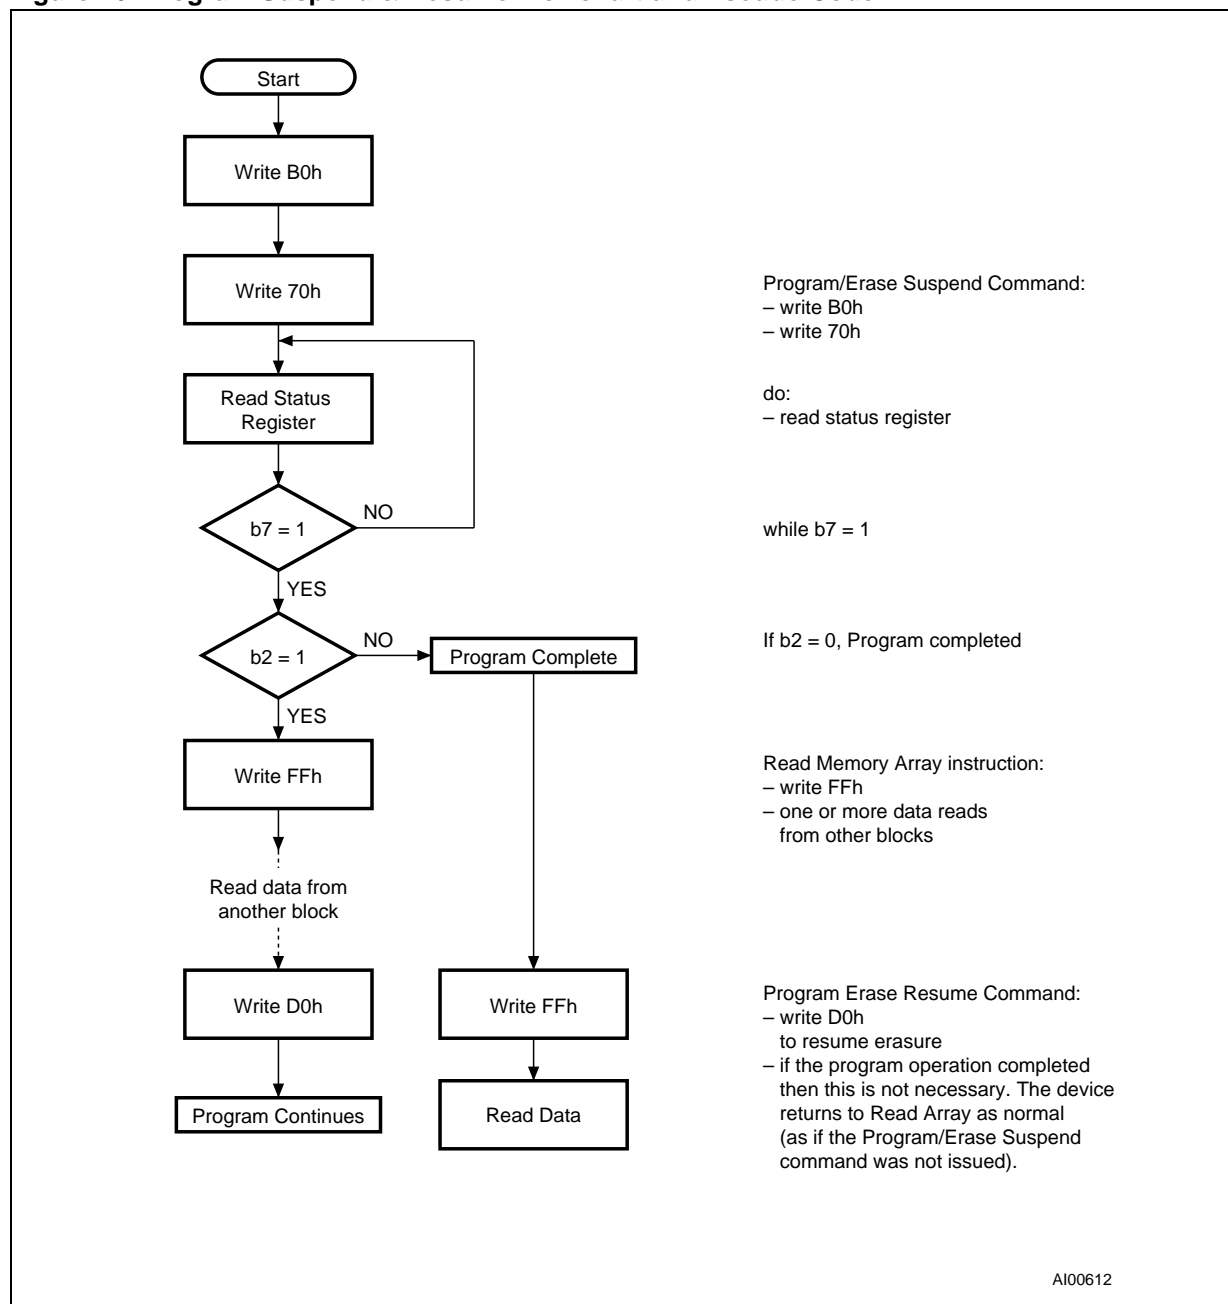 Start
Write B0h
Write 70h
Program/Erase Suspend Command:
– write B0h
– write 70h
Read Status
Register
do:
– read status register
b7 = 1
NO
while b7 = 1
YES
b2 = 1
NO
Program Complete
If b2 = 0, Program completed
YES
Write FFh
Read Memory Array instruction:
– write FFh
– one or more data reads
from other blocks
Read data from
another block
Write D0h
Write FFh
Program Erase Resume Command:
– write D0h
to resume erasure
– if the program operation completed
then this is not necessary. The device
returns to Read Array as normal
(as if the Program/Erase Suspend
command was not issued).
Program Continues
Read Data
AI00612